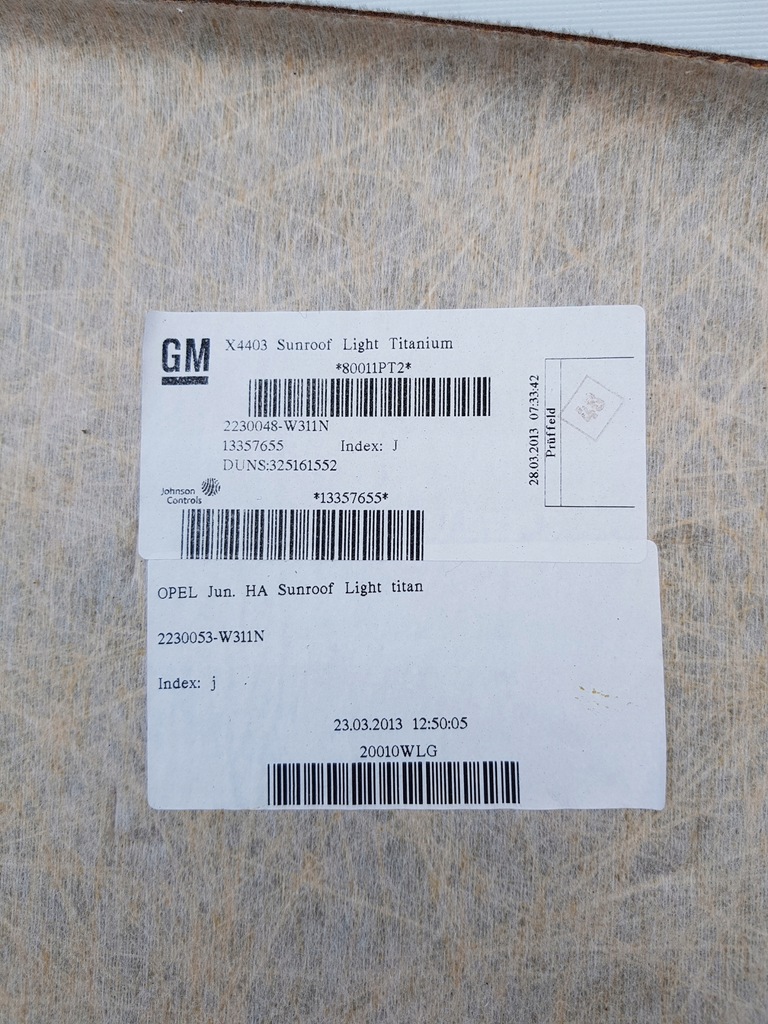 GM
X4403 Sunroof Light Titanium
*80011PT2*
2230048-W311N
13357655 Index: J
DUNS:325161552
Johnson
Controls
*13357655*
28.03.2013 07:33:42
Prüffeld
48
OPEL Jun. HA Sunroof Light titan
2230053-W311N
Index: j
23.03.2013 12:50:05
20010WLG